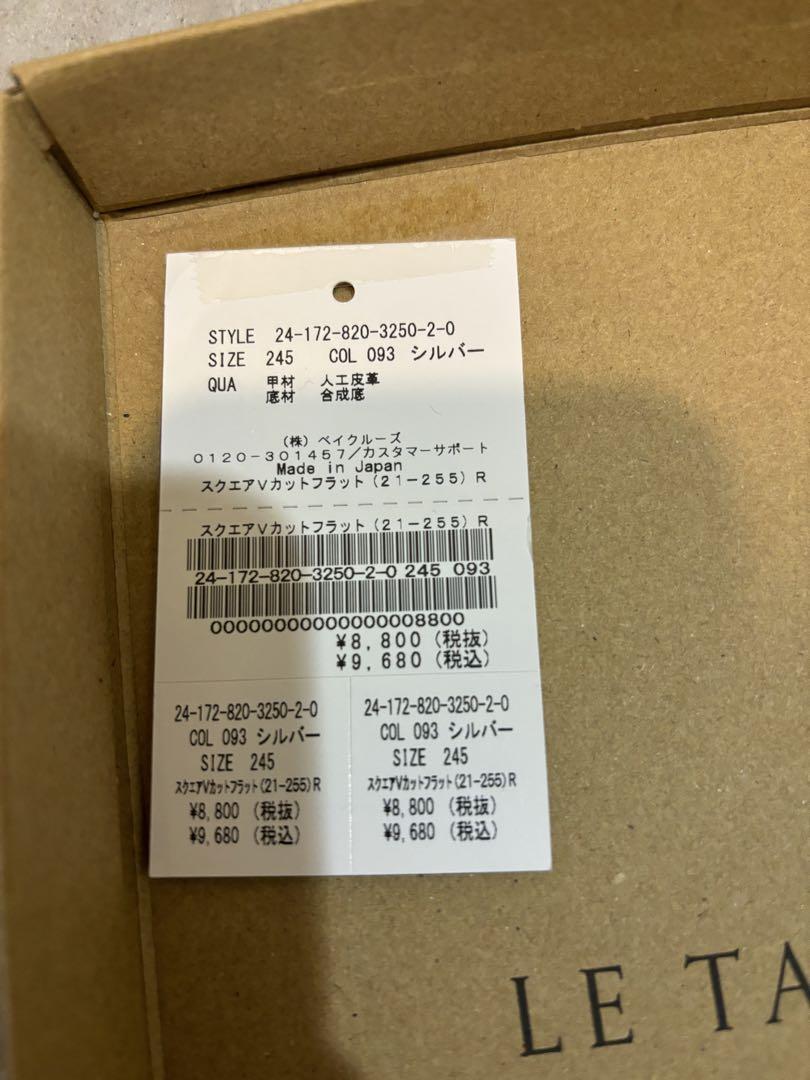 STYLE 24-172-820-3250-2-0
SIZE 245 COL 093 シルバー
QUA 甲材 人工皮革
底材 合成底
（株）ベイクルーズ
０１２０－３０１４５７／カスタマーサポート
Made in Japan
スクエアVカットフラット（２１－２５５）R
スクエアVカットフラット（２１－２５５）R
24-172-820-3250-2-0 245 093
00000000000000008800
¥8,800（税抜）
¥9,680（税込）
24-172-820-3250-2-0
COL 093 シルバー
SIZE 245
スクエアVカットフラット(21-255)R
¥8,800（税抜）
¥9,680（税込）
24-172-820-3250-2-0
COL 093 シルバー
SIZE 245
スクエアVカットフラット(21-255)R
¥8,800（税抜）
¥9,680（税込）
LE TA